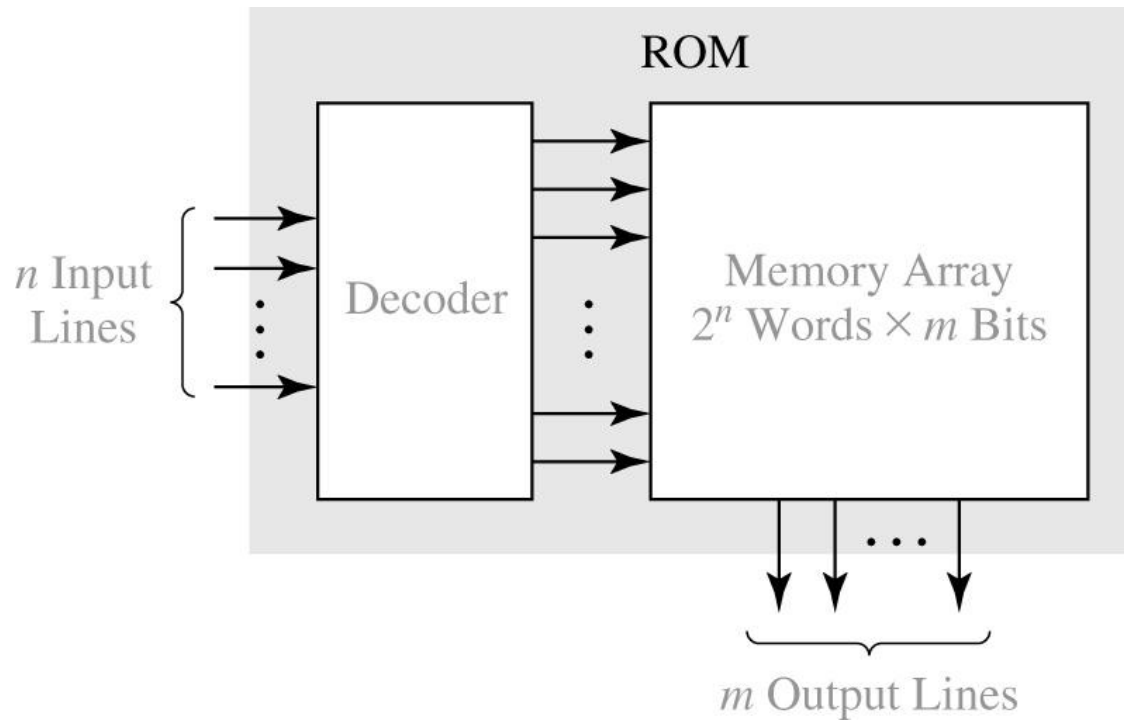 ROM
n Input
Lines
Decoder
Memory Array
2ⁿ Words × m Bits
m Output Lines